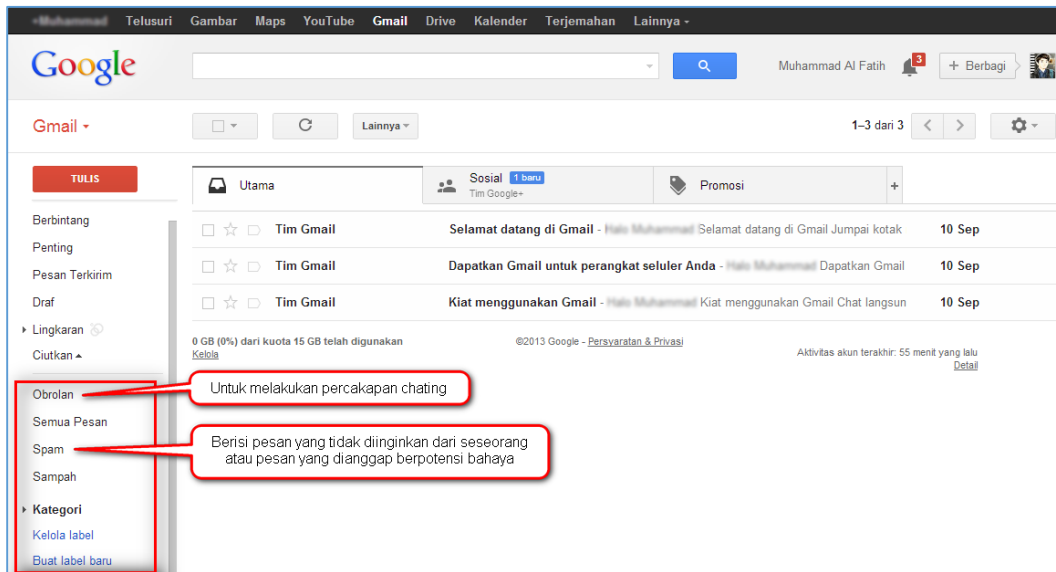 Telusuri Gambar Maps YouTube Gmail Drive Kalender Terjemahan Lainnya
Google
Muhammad Al Fatih 3 + Berbagi
Gmail
Lainnya
1–3 dari 3
TULIS
Utama
Sosial 1 baru
Tim Google+
Promosi
+
Berbintang
Penting
Pesan Terkirim
Draf
Lingkaran
Ciutkan
Obrolan
Semua Pesan
Spam
Sampah
Kategori
Kelola label
Buat label baru
Tim Gmail Selamat datang di Gmail - Selamat datang di Gmail Jumpai kotak 10 Sep
Tim Gmail Dapatkan Gmail untuk perangkat seluler Anda - Dapatkan Gmail 10 Sep
Tim Gmail Kiat menggunakan Gmail - Kiat menggunakan Gmail Chat langsun 10 Sep
0 GB (0%) dari kuota 15 GB telah digunakan
Kelola
©2013 Google - Persyaratan & Privasi
Aktivitas akun terakhir: 55 menit yang lalu
Detail
Untuk melakukan percakapan chating
Berisi pesan yang tidak diinginkan dari seseorang
atau pesan yang dianggap berpotensi bahaya